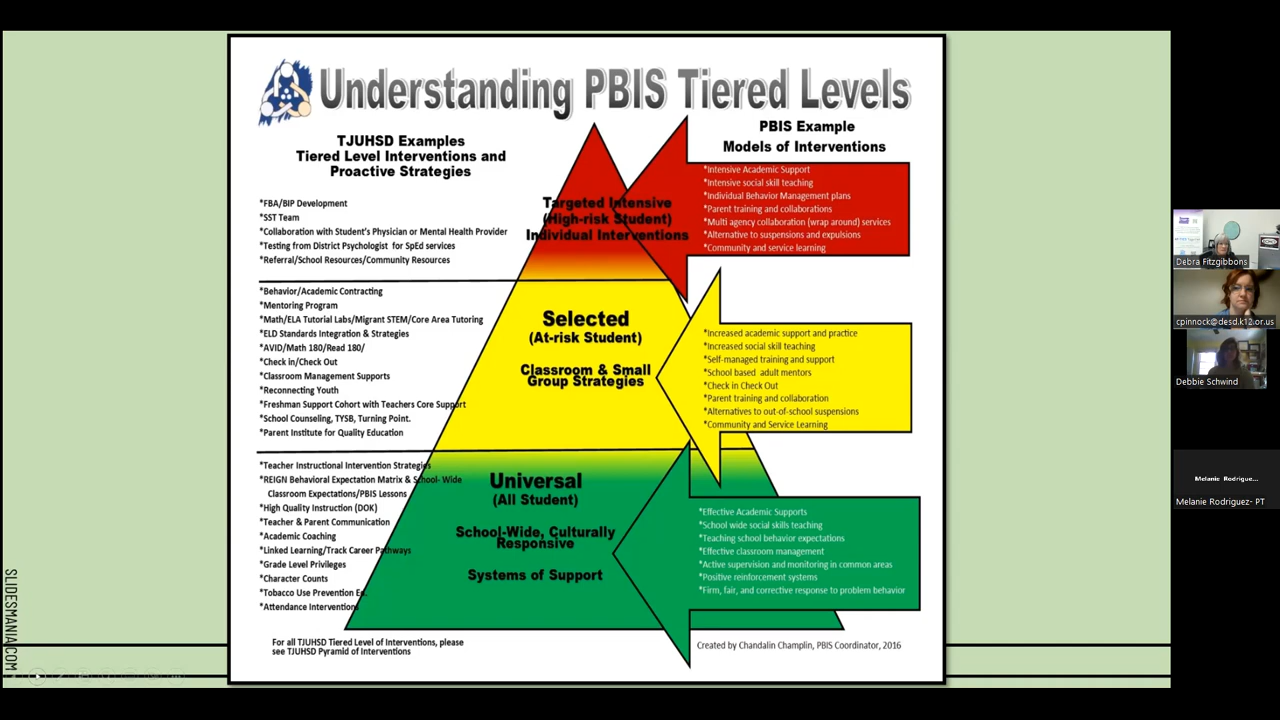 Understanding PBIS Tiered Levels
TJUHSD Examples
Tiered Level Interventions and
Proactive Strategies
*FBA/BIP Development
*SST Team
*Collaboration with Student's Physician or Mental Health Provider
*Testing from District Psychologist for SpEd services
*Referral/School Resources/Community Resources
*Behavior/Academic Contracting
*Mentoring Program
*Math/ELA Tutorial Labs/Migrant STEM/Core Area Tutoring
*ELD Standards Integration & Strategies
*AVID/Math 180/Read 180/
*Check in/Check Out
*Classroom Management Supports
*Reconnecting Youth
*Freshman Support Cohort with Teachers Core Support
*School Counseling, TYSB, Turning Point.
*Parent Institute for Quality Education
*Teacher Instructional Intervention Strategies
*REIGN Behavioral Expectation Matrix & School- Wide
Classroom Expectations/PBIS Lessons
*High Quality Instruction (DOK)
*Teacher & Parent Communication
*Academic Coaching
*Linked Learning/Track Career Pathways
*Grade Level Privileges
*Character Counts
*Tobacco Use Prevention Ed.
*Attendance Interventions
For all TJUHSD Tiered Level of Interventions, please
see TJUHSD Pyramid of Interventions
Targeted Intensive
(High-risk Student)
Individual Interventions
Selected
(At-risk Student)
Classroom & Small
Group Strategies
Universal
(All Student)
School-Wide, Culturally
Responsive
Systems of Support
PBIS Example
Models of Interventions
*Intensive Academic Support
*Intensive social skill teaching
*Individual Behavior Management plans
*Parent training and collaborations
*Multi agency collaboration (wrap around) services
*Alternative to suspensions and expulsions
*Community and service learning
*Increased academic support and practice
*Increased social skill teaching
*Self-managed training and support
*School based adult mentors
*Check in Check Out
*Parent training and collaboration
*Alternatives to out-of-school suspensions
*Community and Service Learning
*Effective Academic Supports
*School wide social skills teaching
*Teaching school behavior expectations
*Effective classroom management
*Active supervision and monitoring in common areas
*Positive reinforcement systems
*Firm, fair, and corrective response to problem behavior
Created by Chandalin Champlin, PBIS Coordinator, 2016
SLIDESMANIA.COM
Debra Fitzgibbons
cpinnock@desd.k12.or.us
Debbie Schwind
Melanie Rodrigue...
Melanie Rodriguez- PT